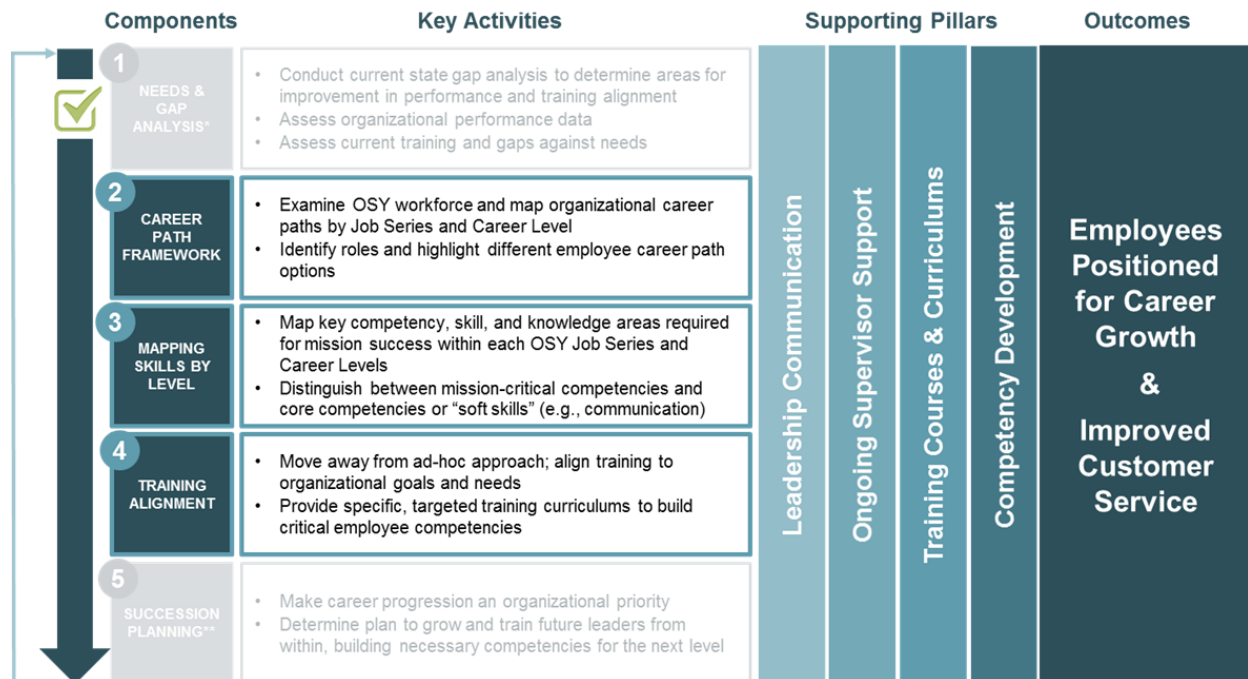 Components
Key Activities
Supporting Pillars
Outcomes
1
NEEDS &
GAP
ANALYSIS*
• Conduct current state gap analysis to determine areas for
improvement in performance and training alignment
• Assess organizational performance data
• Assess current training and gaps against needs
2
CAREER
PATH
FRAMEWORK
• Examine OSY workforce and map organizational career
paths by Job Series and Career Level
• Identify roles and highlight different employee career path
options
3
MAPPING
SKILLS BY
LEVEL
• Map key competency, skill, and knowledge areas required
for mission success within each OSY Job Series and
Career Levels
• Distinguish between mission-critical competencies and
core competencies or “soft skills” (e.g., communication)
4
TRAINING
ALIGNMENT
• Move away from ad-hoc approach; align training to
organizational goals and needs
• Provide specific, targeted training curriculums to build
critical employee competencies
5
SUCCESSION
PLANNING**
• Make career progression an organizational priority
• Determine plan to grow and train future leaders from
within, building necessary competencies for the next level
Leadership Communication
Ongoing Supervisor Support
Training Courses & Curriculums
Competency Development
Employees
Positioned
for Career
Growth
&
Improved
Customer
Service